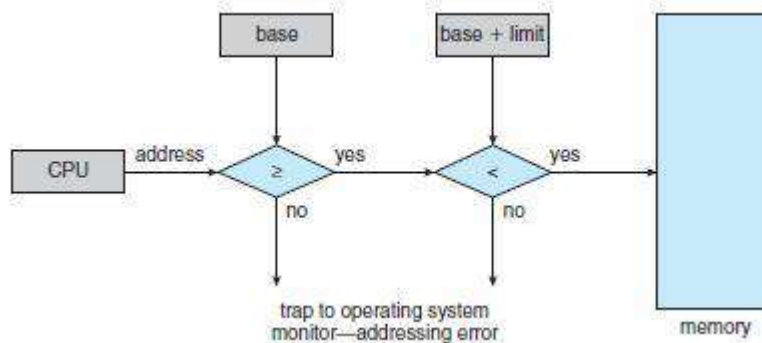 base
base + limit
CPU
address
≥
yes
<
yes
no
no
trap to operating system
monitor—addressing error
memory